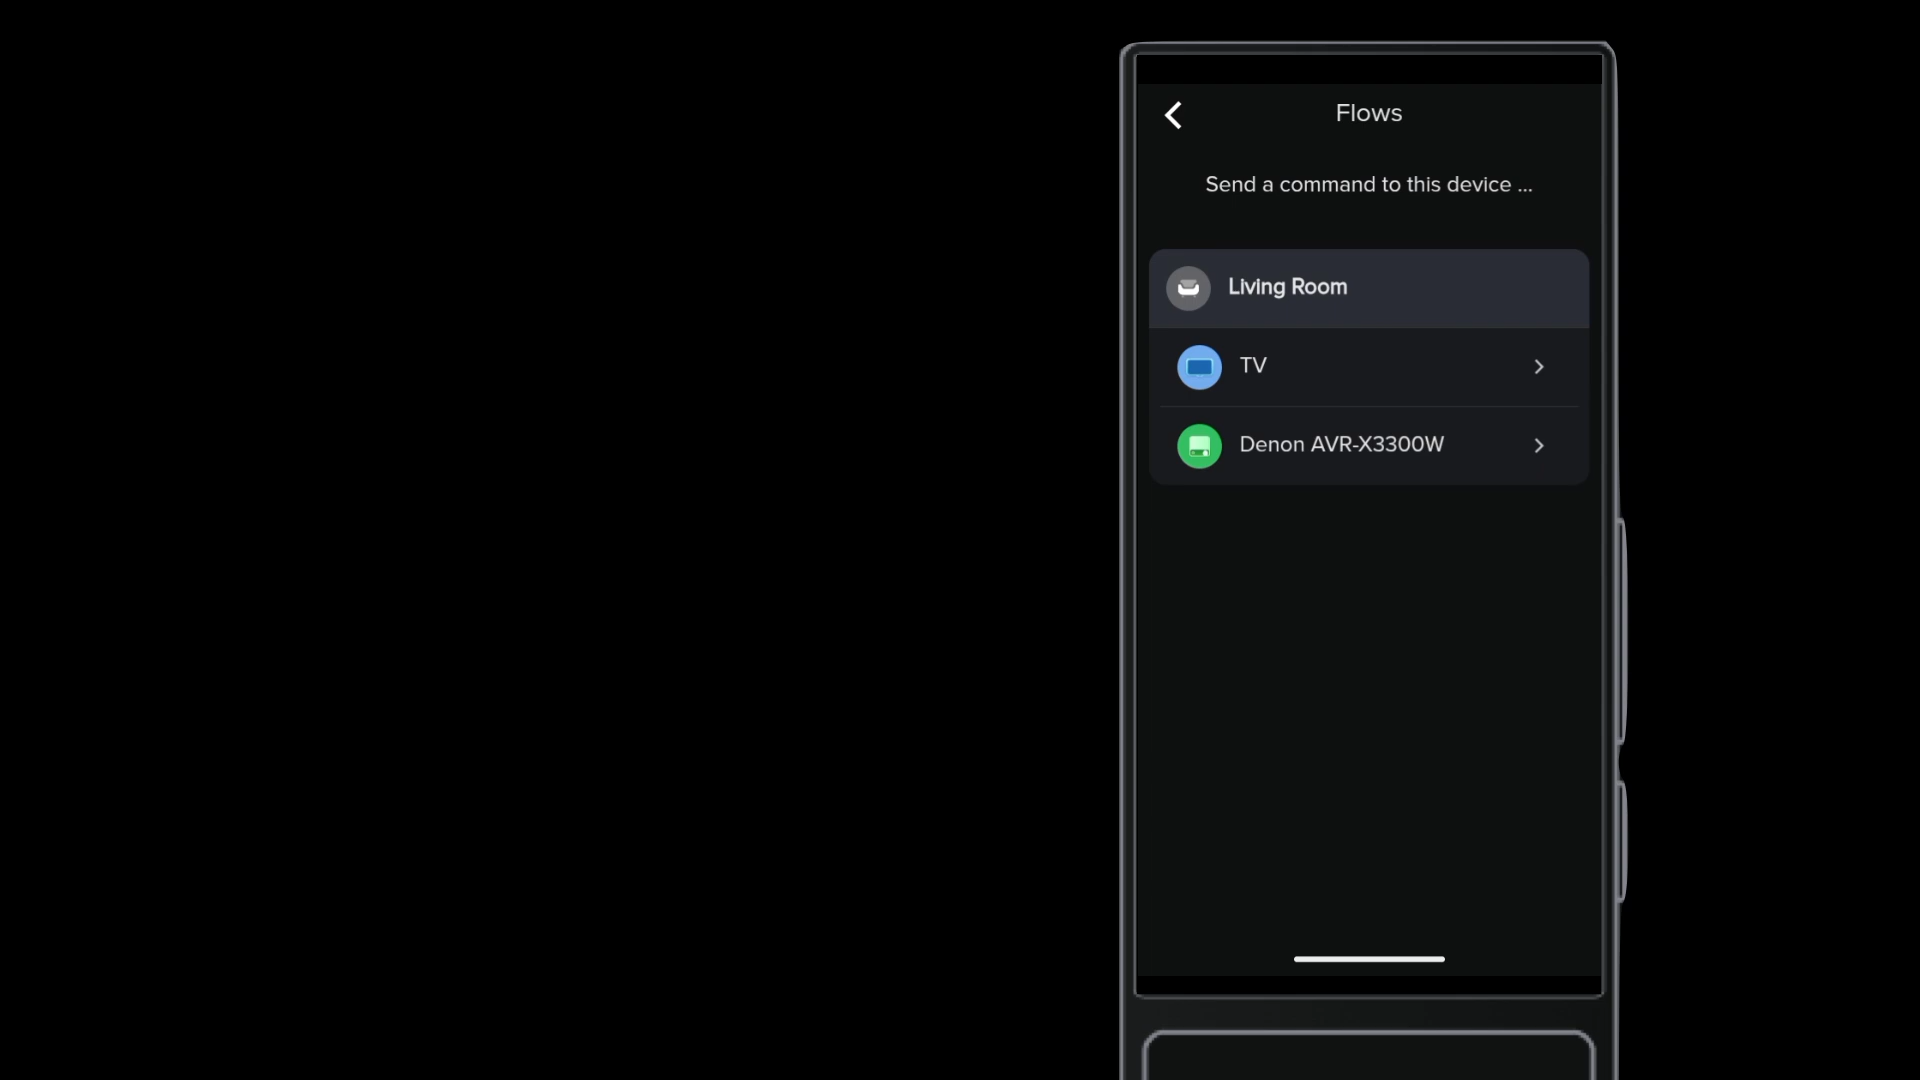 Flows
Send a command to this device ...
Living Room
TV
Denon AVR-X3300W